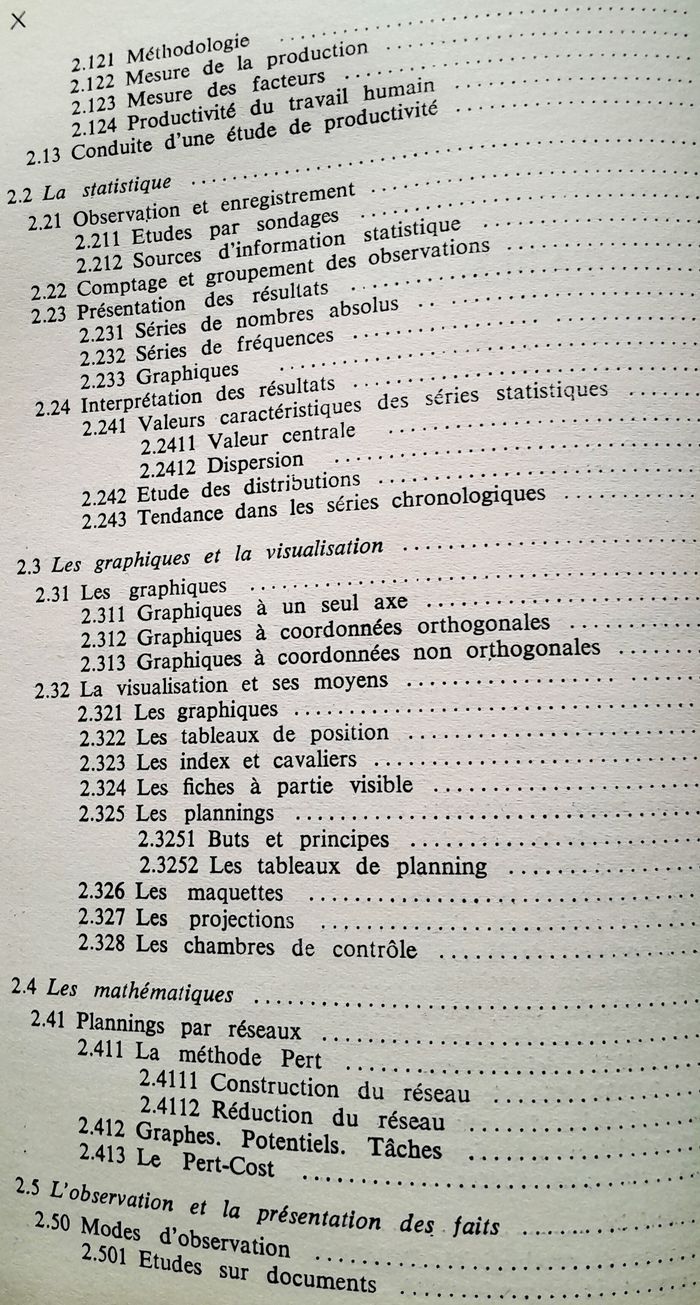 X
2.121 Méthodologie
2.122 Mesure de la production
2.123 Mesure des facteurs
2.124 Productivité du travail humain
2.13 Conduite d'une étude de productivité
2.2 La statistique
2.21 Observation et enregistrement
2.211 Etudes par sondages
2.212 Sources d'information statistique
2.22 Comptage et groupement des observations
2.23 Présentation des résultats
2.231 Séries de nombres absolus
2.232 Séries de fréquences
2.233 Graphiques
2.24 Interprétation des résultats
2.241 Valeurs caractéristiques des séries statistiques
2.2411 Valeur centrale
2.2412 Dispersion
2.242 Etude des distributions
2.243 Tendance dans les séries chronologiques
2.3 Les graphiques et la visualisation
2.31 Les graphiques
2.311 Graphiques à un seul axe
2.312 Graphiques à coordonnées orthogonales
2.313 Graphiques à coordonnées non orthogonales
2.32 La visualisation et ses moyens
2.321 Les graphiques
2.322 Les tableaux de position
2.323 Les index et cavaliers
2.324 Les fiches à partie visible
2.325 Les plannings
2.3251 Buts et principes
2.3252 Les tableaux de planning
2.326 Les maquettes
2.327 Les projections
2.328 Les chambres de contrôle
2.4 Les mathématiques
2.41 Plannings par réseaux
2.411 La méthode Pert
2.4111 Construction du réseau
2.4112 Réduction du réseau
2.412 Graphes. Potentiels. Tâches
2.413 Le Pert-Cost
2.5 L'observation et la présentation des faits
2.50 Modes d'observation
2.501 Etudes sur documents